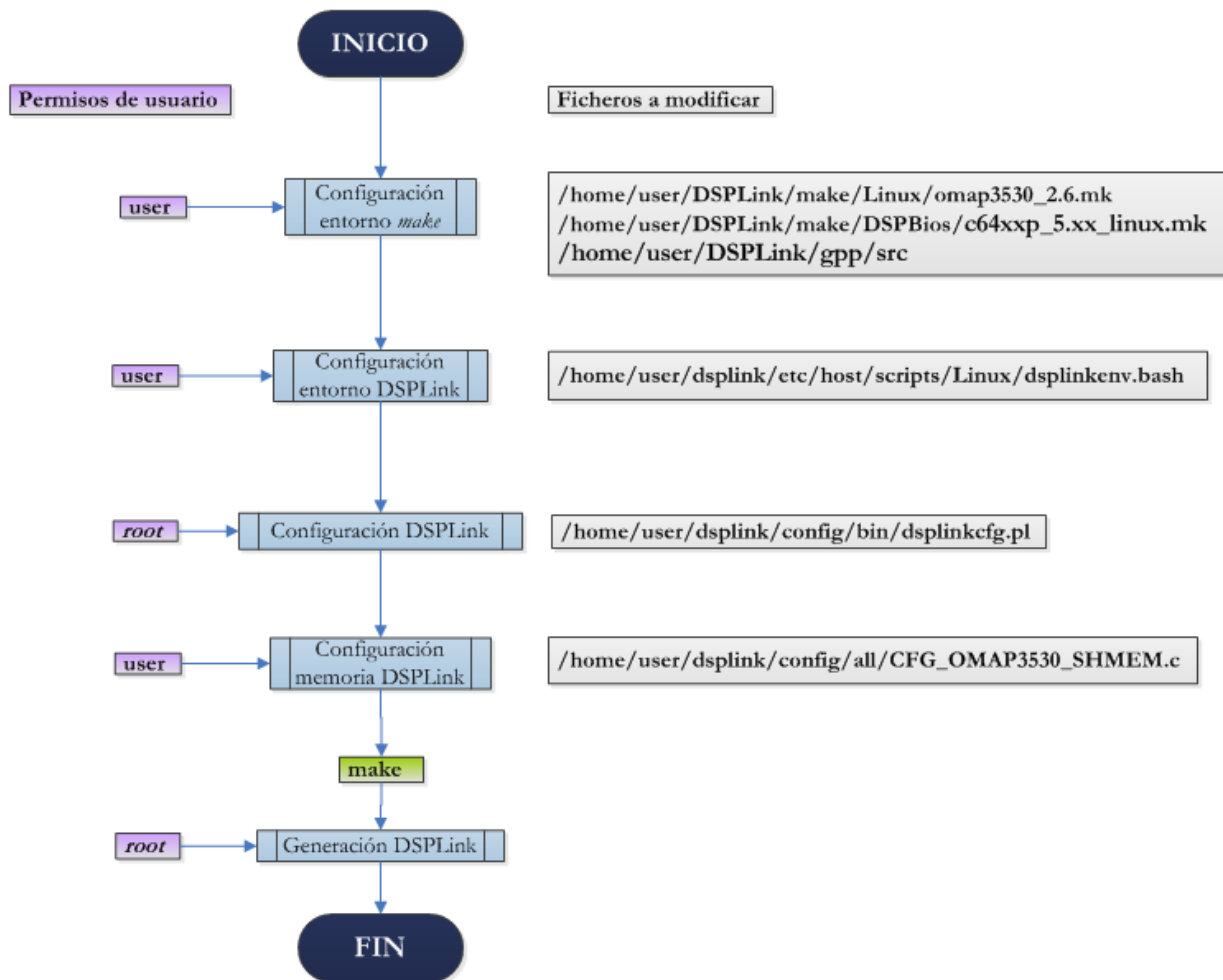 INICIO
Permisos de usuario
Ficheros a modificar
user
Configuración
entorno make
/home/user/DSPLink/make/Linux/omap3530_2.6.mk
/home/user/DSPLink/make/DSPBios/c64xxp_5.xx_linux.mk
/home/user/DSPLink/gpp/src
user
Configuración
entorno DSPLink
/home/user/dsplink/etc/host/scripts/Linux/dsplinkenv.bash
root
Configuración DSPLink
/home/user/dsplink/config/bin/dsplinkcfg.pl
user
Configuración
memoria DSPLink
/home/user/dsplink/config/all/CFG_OMAP3530_SHMEM.c
make
root
Generación DSPLink
FIN